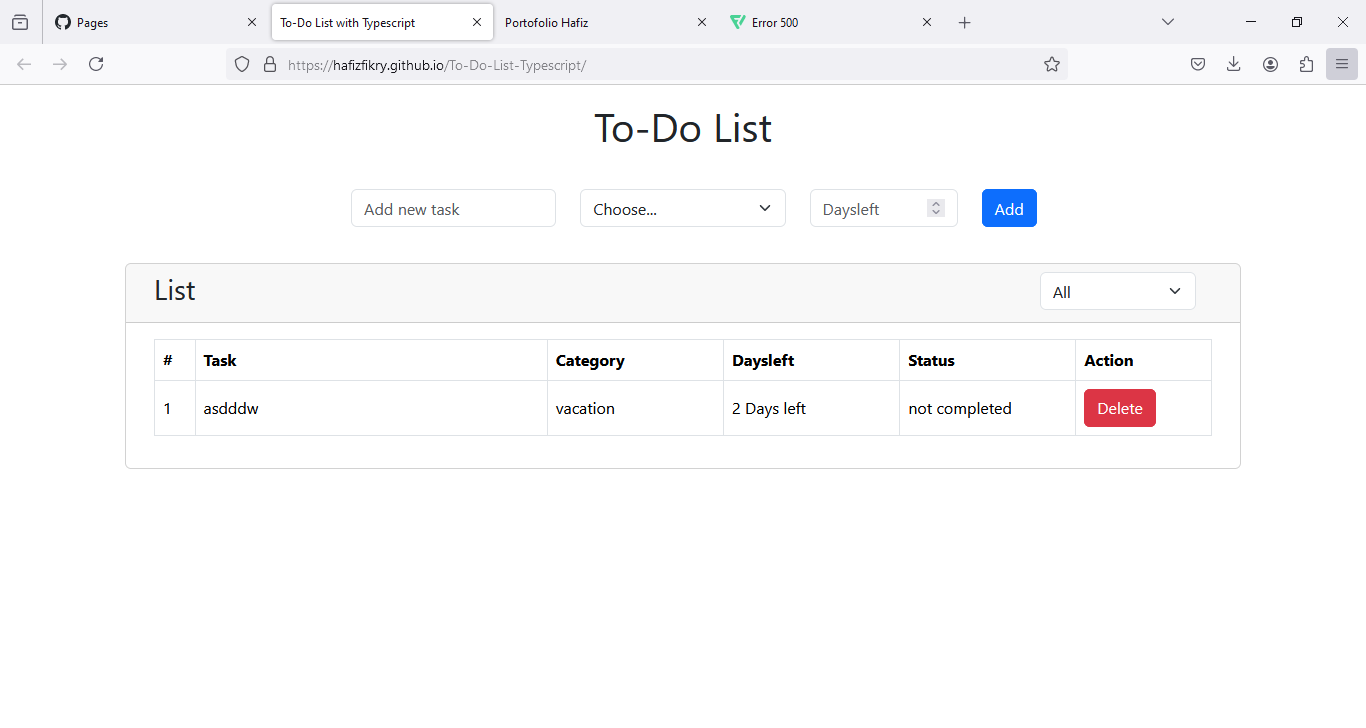 Pages To-Do List with Typescript Portofolio Hafiz Error 500
https://hafizfikry.github.io/To-Do-List-Typescript/
To-Do List
Add new task Choose... Daysleft Add
List All
# Task Category Daysleft Status Action
1 asdddw vacation 2 Days left not completed Delete